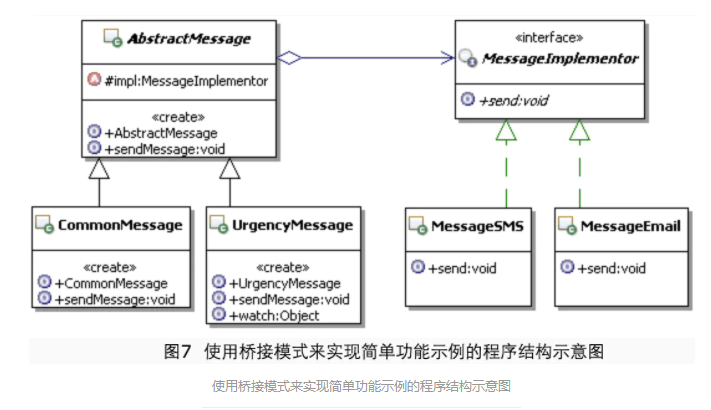 AbstractMessage
#impl:MessageImplementor
«create»
+AbstractMessage
+sendMessage:void
«interface»
MessageImplementor
+send:void
CommonMessage
«create»
+CommonMessage
+sendMessage:void
UrgencyMessage
«create»
+UrgencyMessage
+sendMessage:void
+watch:Object
MessageSMS
+send:void
MessageEmail
+send:void
图7 使用桥接模式来实现简单功能示例的程序结构示意图
使用桥接模式来实现简单功能示例的程序结构示意图